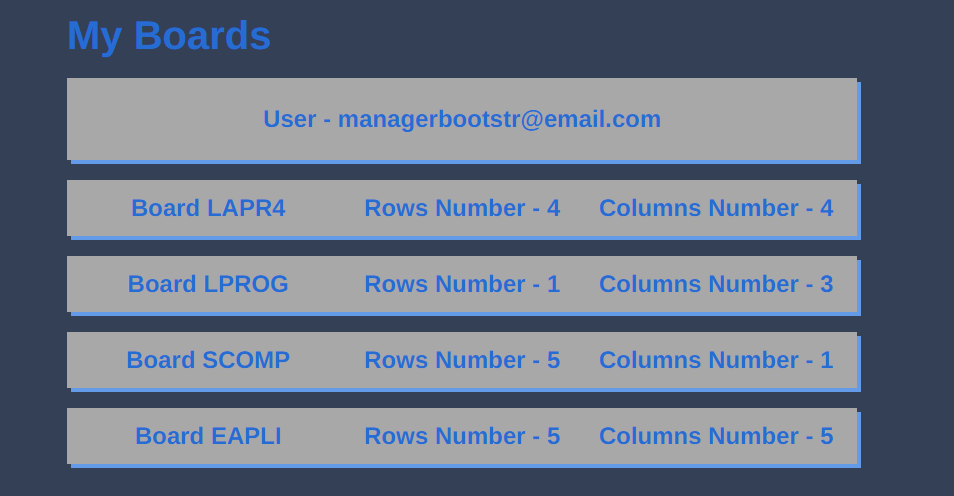 My Boards
User - managerbootstr@email.com
Board LAPR4 Rows Number - 4 Columns Number - 4
Board LPROG Rows Number - 1 Columns Number - 3
Board SCOMP Rows Number - 5 Columns Number - 1
Board EAPLI Rows Number - 5 Columns Number - 5